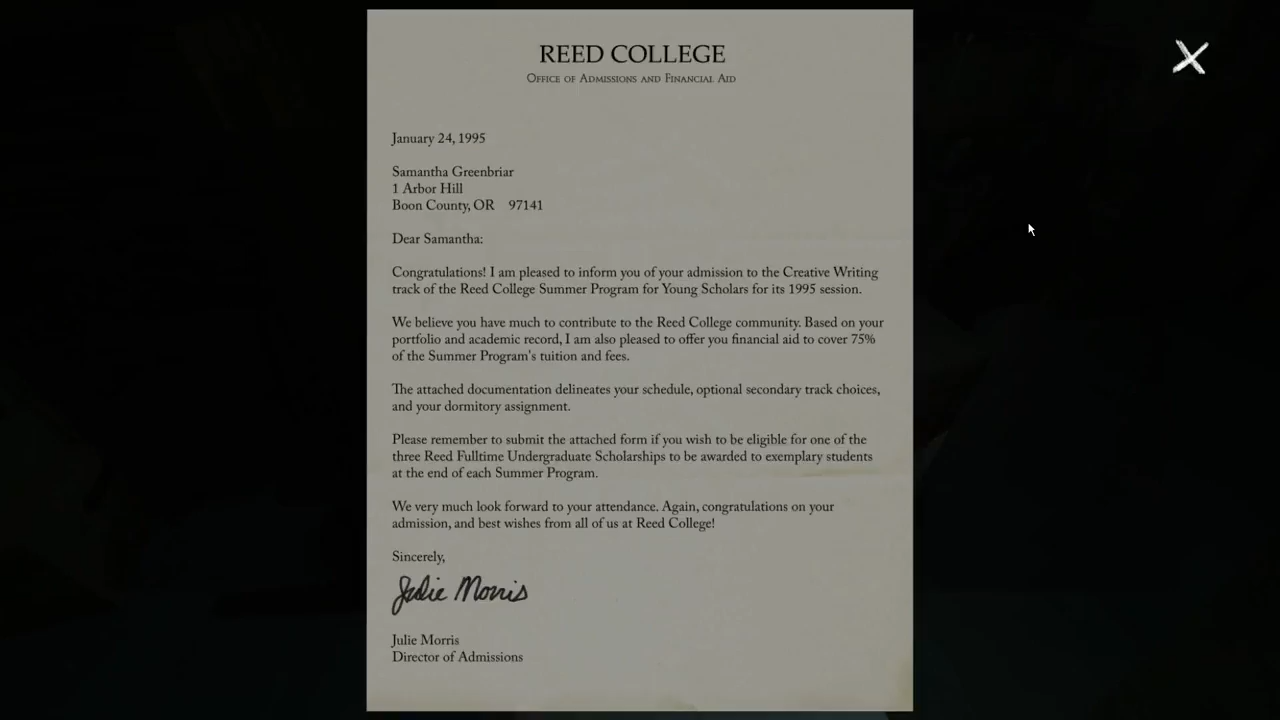 REED COLLEGE
Office of Admissions and Financial Aid
January 24, 1995
Samantha Greenbriar
1 Arbor Hill
Boon County, OR 97141
Dear Samantha:
Congratulations! I am pleased to inform you of your admission to the Creative Writing
track of the Reed College Summer Program for Young Scholars for its 1995 session.
We believe you have much to contribute to the Reed College community. Based on your
portfolio and academic record, I am also pleased to offer you financial aid to cover 75%
of the Summer Program's tuition and fees.
The attached documentation delineates your schedule, optional secondary track choices,
and your dormitory assignment.
Please remember to submit the attached form if you wish to be eligible for one of the
three Reed Fulltime Undergraduate Scholarships to be awarded to exemplary students
at the end of each Summer Program.
We very much look forward to your attendance. Again, congratulations on your
admission, and best wishes from all of us at Reed College!
Sincerely,
Julie Morris
Julie Morris
Director of Admissions